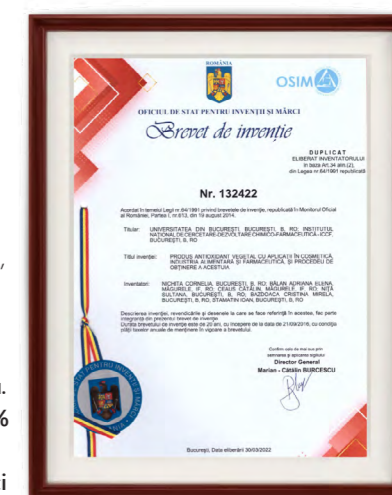 ROMÂNIA
OSIM
OFICIUL DE STAT PENTRU INVENȚII ȘI MĂRCI
Brevet de invenție
DUPLICAT
ELIBERAT INVENTATORULUI
în baza Art.34 alin.(2),
din Legea nr.64/1991 republicată
Nr. 132422
Acordat în temeiul Legii nr.64/1991 privind brevetele de invenție, republicată în Monitorul Oficial
al României, Partea I, nr.613, din 19 august 2014.
Titular: UNIVERSITATEA DIN BUCUREȘTI, BUCUREȘTI, B, RO; INSTITUTUL
NAȚIONAL DE CERCETARE-DEZVOLTARE CHIMICO-FARMACEUTICĂ - ICCF,
BUCUREȘTI, B, RO
Titlul invenției: PRODUS ANTIOXIDANT VEGETAL CU APLICAȚII ÎN COSMETICĂ,
INDUSTRIA ALIMENTARĂ ȘI FARMACEUTICĂ, ȘI PROCEDEU DE
OBȚINERE A ACESTUIA
Inventatori: NICHITA CORNELIA, BUCUREȘTI, B, RO; BĂLAN ADRIANA ELENA,
MĂGURELE, IF, RO; CEAUS CĂTĂLIN, MĂGURELE, IF, RO; NIȚĂ
SULTANA, BUCUREȘTI, B, RO; BAZDOACĂ CRISTINA MIRELA,
BUCUREȘTI, B, RO; STAMATIN IOAN, BUCUREȘTI, B, RO
Descrierea invenției, revendicările și desenele la care se face referință în acestea, fac parte
integrantă din prezentul brevet de invenție.
Durata brevetului de invenție este de 20 ani, cu începere de la data de 21/09/2016, cu condiția
plății taxelor anuale de menținere în vigoare a brevetului.
Director General
Marian - Cătălin BURCESCU
București, Data eliberării 30/03/2022
,
.
%
i